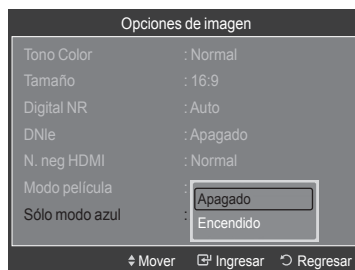 Opciones de imagen
Tono Color : Normal
Tamaño : 16:9
Digital NR : Auto
DNIe : Apagado
N. neg HDMI : Normal
Modo película :
Apagado
Sólo modo azul :
Encendido
Mover Ingresar Regresar